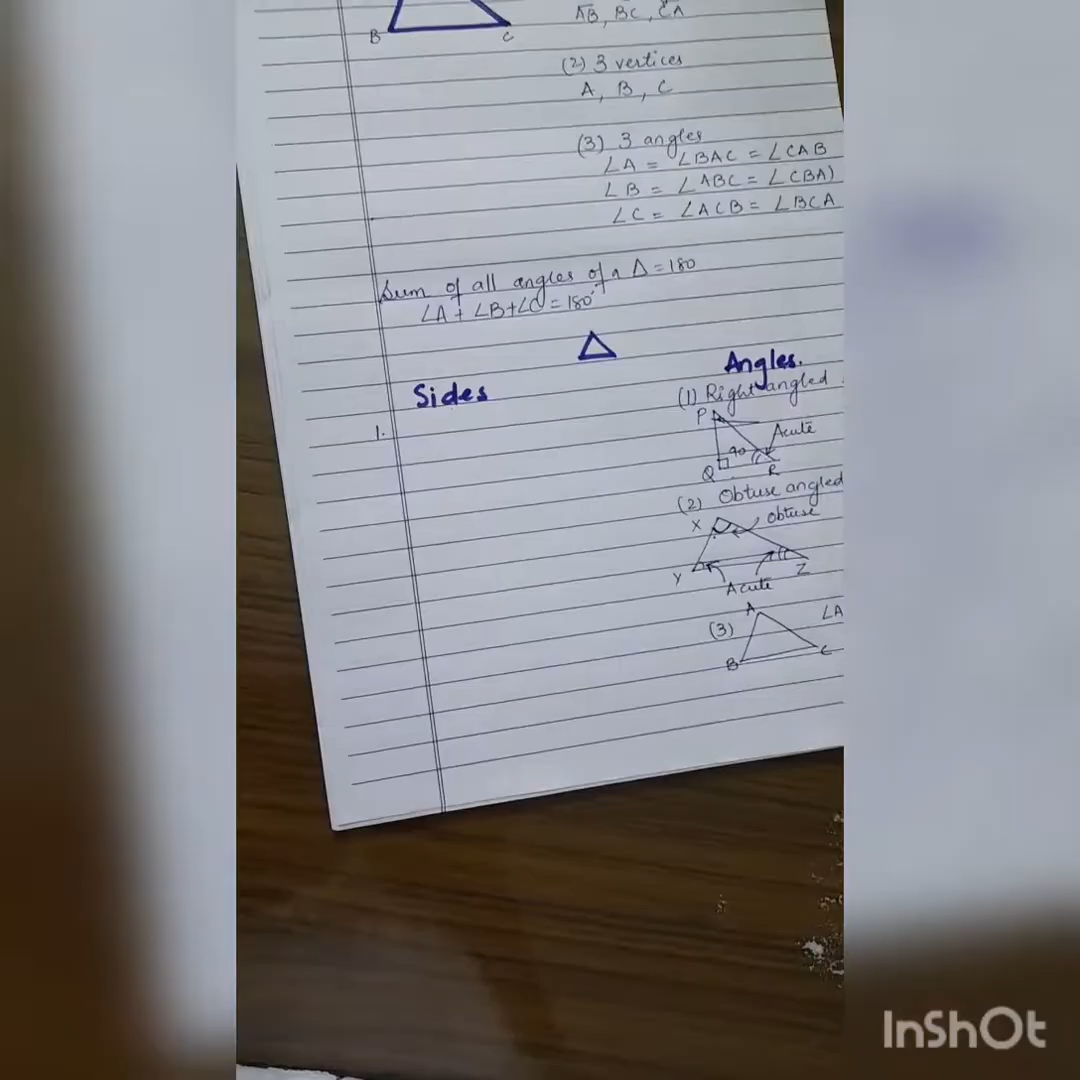 B C
AB, BC, CA
(2) 3 vertices
A, B, C
(3) 3 angles
∠A = ∠BAC = ∠CAB
∠B = ∠ABC = ∠CBA)
∠C = ∠ACB = ∠BCA
Sum of all angles of a Δ = 180
∠A + ∠B + ∠C = 180°
Sides
Angles.
1.
(1) Right angled
P
Acute
90
Q R
(2) Obtuse angled
X Obtuse
Y Z
Acute
A ∠A
(3)
B C
InShOt